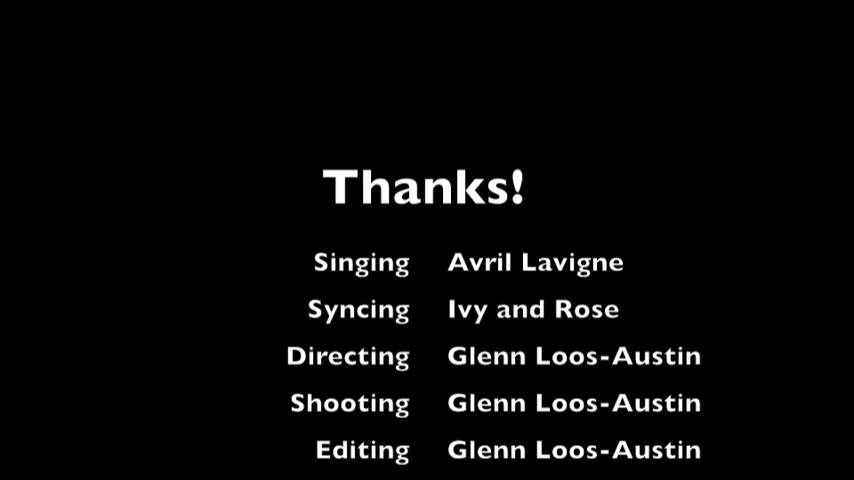 Thanks!
Singing Avril Lavigne
Syncing Ivy and Rose
Directing Glenn Loos-Austin
Shooting Glenn Loos-Austin
Editing Glenn Loos-Austin